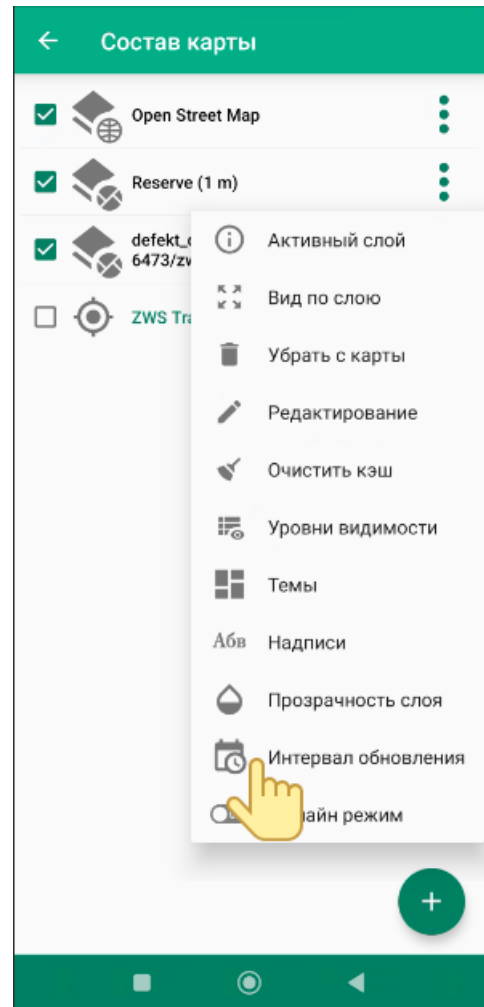 Состав карты
Open Street Map
Reserve (1 m)
defekt_
6473/zw
ZWS Tra
Активный слой
Вид по слою
Убрать с карты
Редактирование
Очистить кэш
Уровни видимости
Темы
Абв Надписи
Прозрачность слоя
Интервал обновления
айн режим